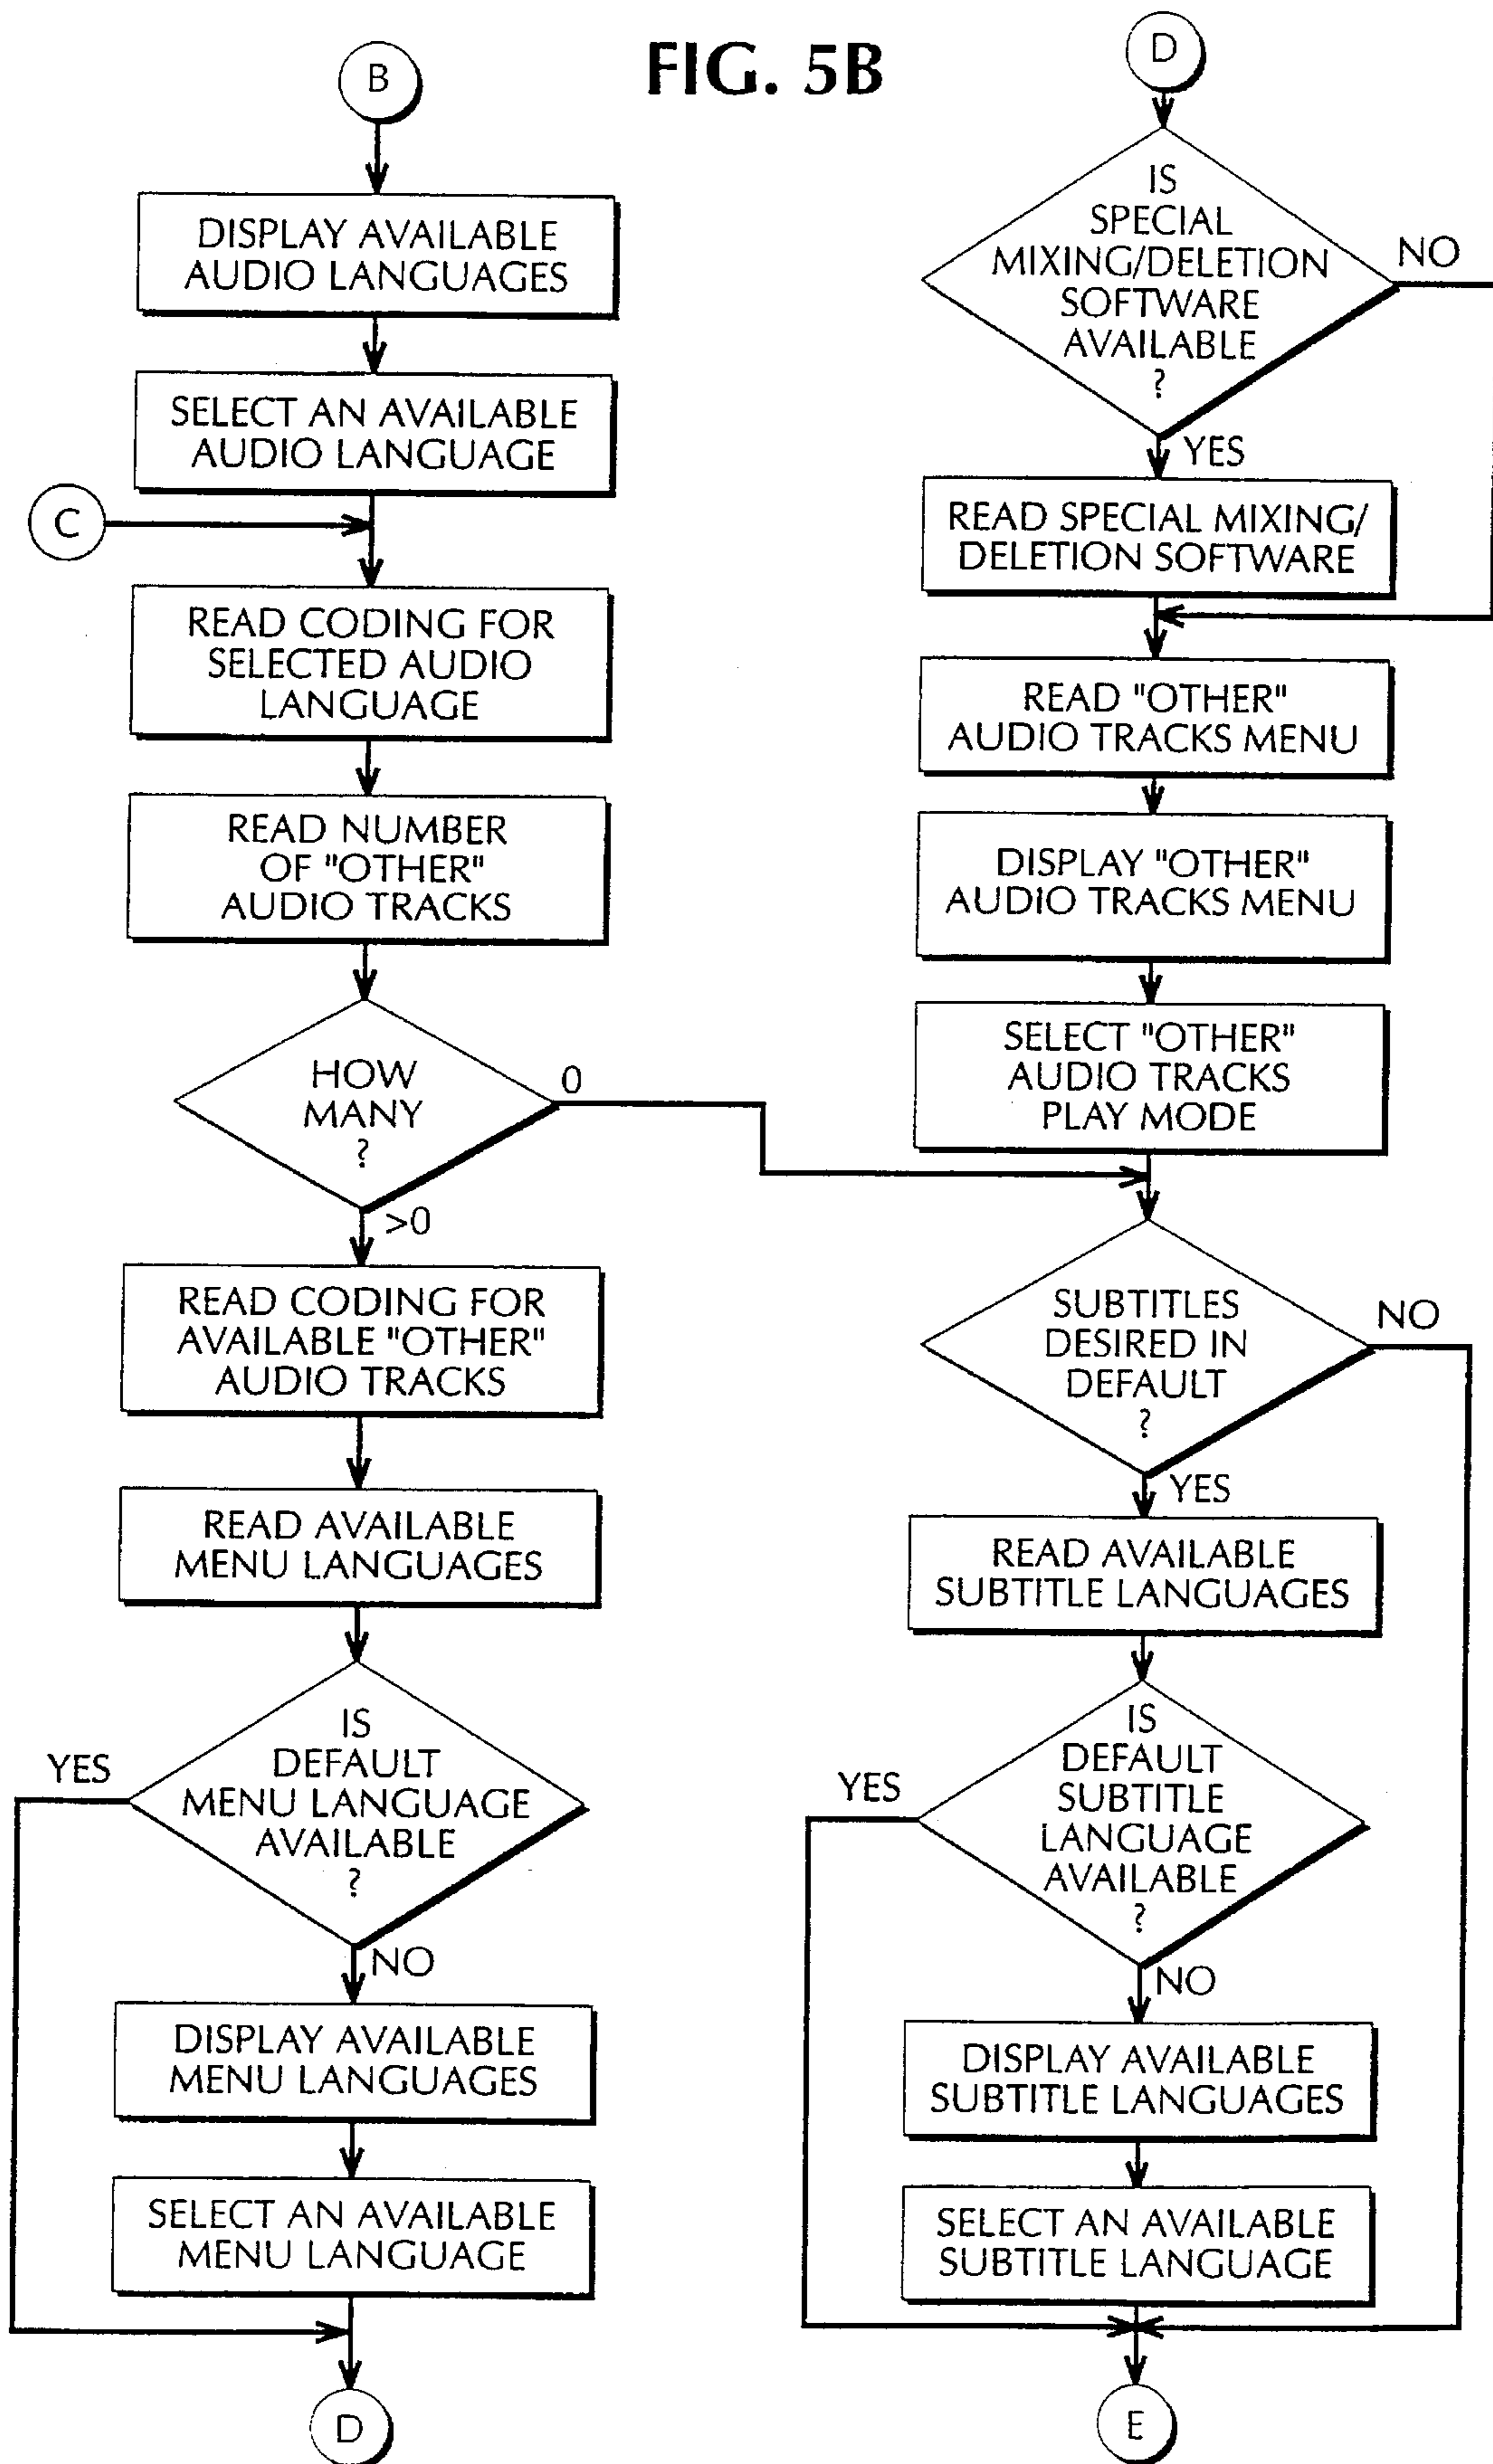 FIG. 5B
B
DISPLAY AVAILABLE
AUDIO LANGUAGES
SELECT AN AVAILABLE
AUDIO LANGUAGE
C
READ CODING FOR
SELECTED AUDIO
LANGUAGE
READ NUMBER
OF "OTHER"
AUDIO TRACKS
HOW
MANY
?
0
>0
READ CODING FOR
AVAILABLE "OTHER"
AUDIO TRACKS
READ AVAILABLE
MENU LANGUAGES
IS
DEFAULT
MENU LANGUAGE
AVAILABLE
?
YES
NO
DISPLAY AVAILABLE
MENU LANGUAGES
SELECT AN AVAILABLE
MENU LANGUAGE
D
D
IS
SPECIAL
MIXING/DELETION
SOFTWARE
AVAILABLE
?
NO
YES
READ SPECIAL MIXING/
DELETION SOFTWARE
READ "OTHER"
AUDIO TRACKS MENU
DISPLAY "OTHER"
AUDIO TRACKS MENU
SELECT "OTHER"
AUDIO TRACKS
PLAY MODE
SUBTITLES
DESIRED IN
DEFAULT
?
NO
YES
READ AVAILABLE
SUBTITLE LANGUAGES
IS
DEFAULT
SUBTITLE
LANGUAGE
AVAILABLE
?
YES
NO
DISPLAY AVAILABLE
SUBTITLE LANGUAGES
SELECT AN AVAILABLE
SUBTITLE LANGUAGE
E